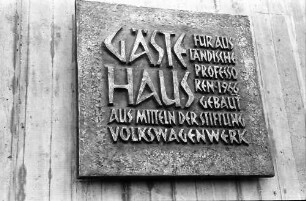 GÄSTE
HAUS
FÜR AUS
LÄNDISCHE
PROFESSO
REN·1966
GEBAUT
AUS MITTELN DER STIFTUNG
VOLKSWAGENWERK